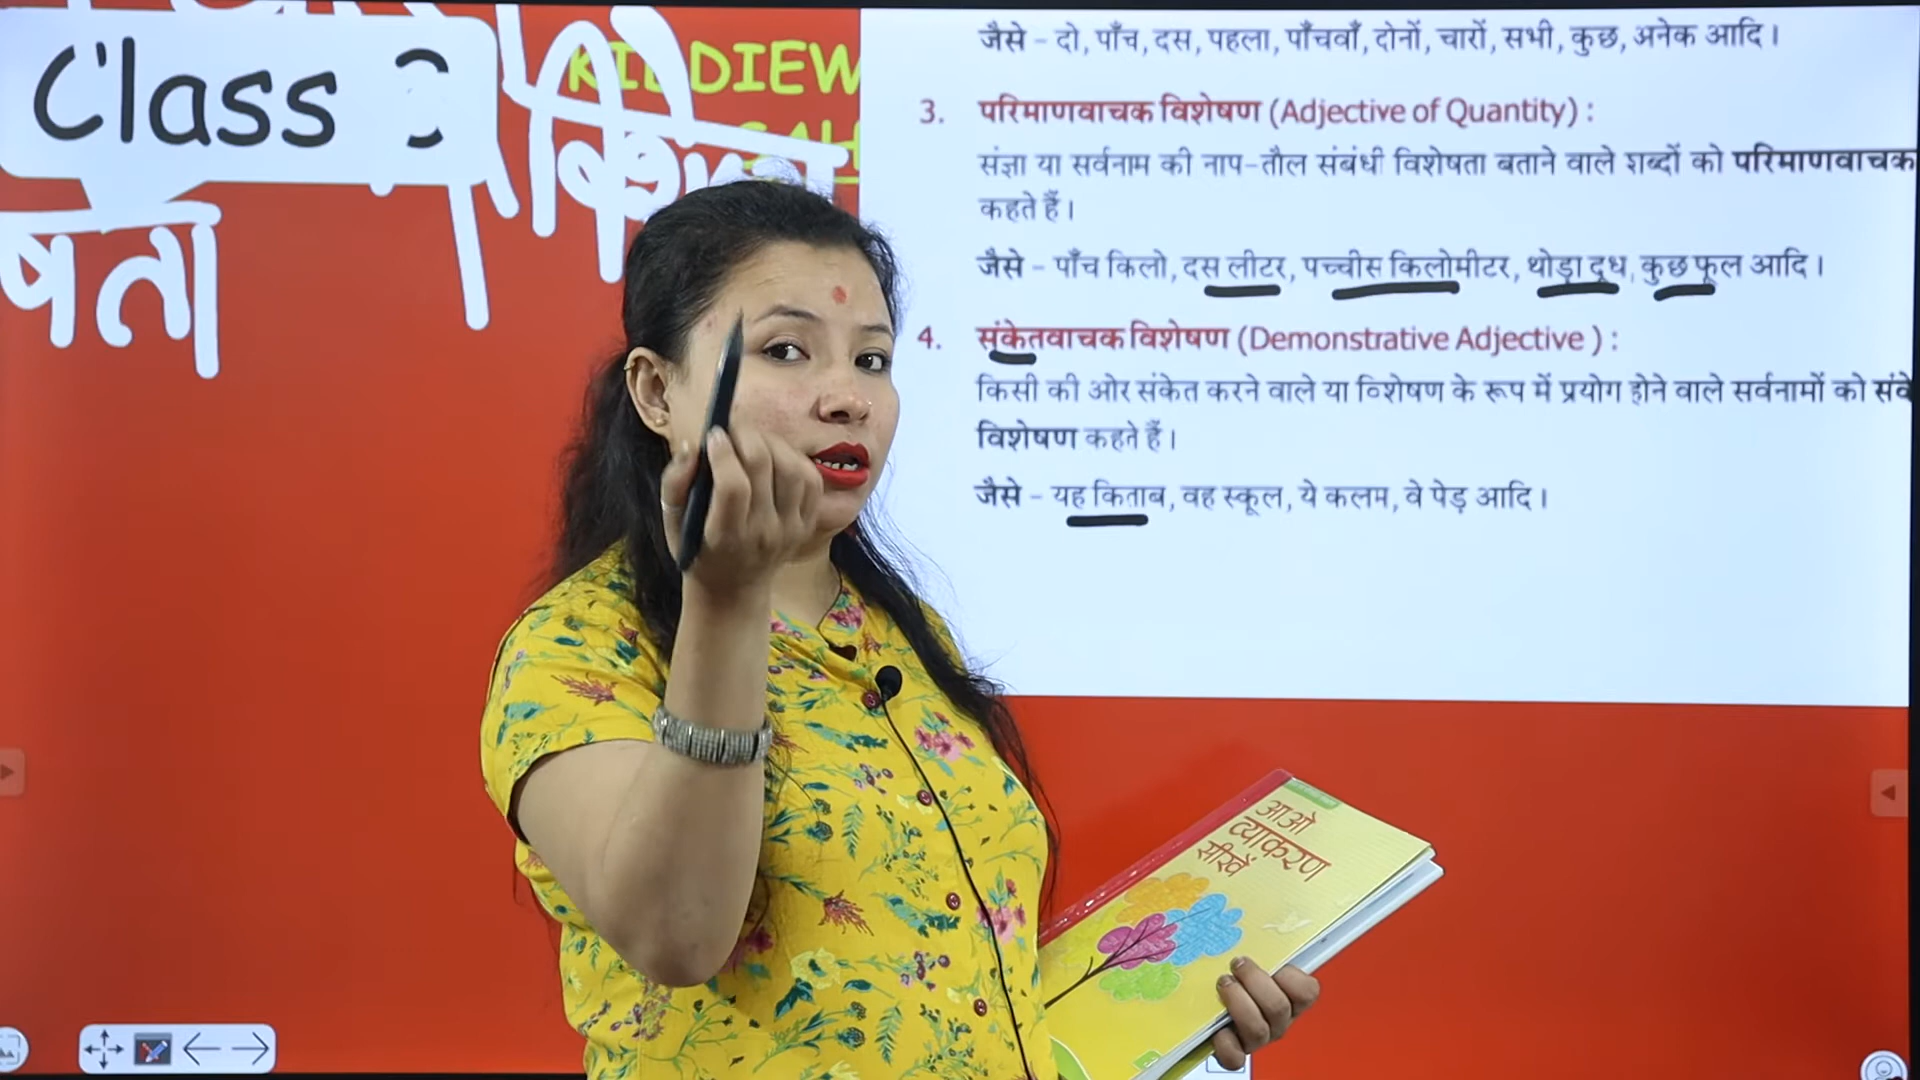 Class 3
KIDDIEW
षता
जैसे - दो, पाँच, दस, पहला, पाँचवाँ, दोनों, चारों, सभी, कुछ, अनेक आदि।
3. परिमाणवाचक विशेषण (Adjective of Quantity) :
संज्ञा या सर्वनाम की नाप-तौल संबंधी विशेषता बताने वाले शब्दों को परिमाणवाचक
कहते हैं।
जैसे - पाँच किलो, दस लीटर, पच्चीस किलोमीटर, थोड़ा दूध, कुछ फूल आदि।
4. संकेतवाचक विशेषण (Demonstrative Adjective ) :
किसी की ओर संकेत करने वाले या विशेषण के रूप में प्रयोग होने वाले सर्वनामों को संके
विशेषण कहते हैं।
जैसे - यह किताब, वह स्कूल, ये कलम, वे पेड़ आदि।
आओ
व्याकरण
सीखें